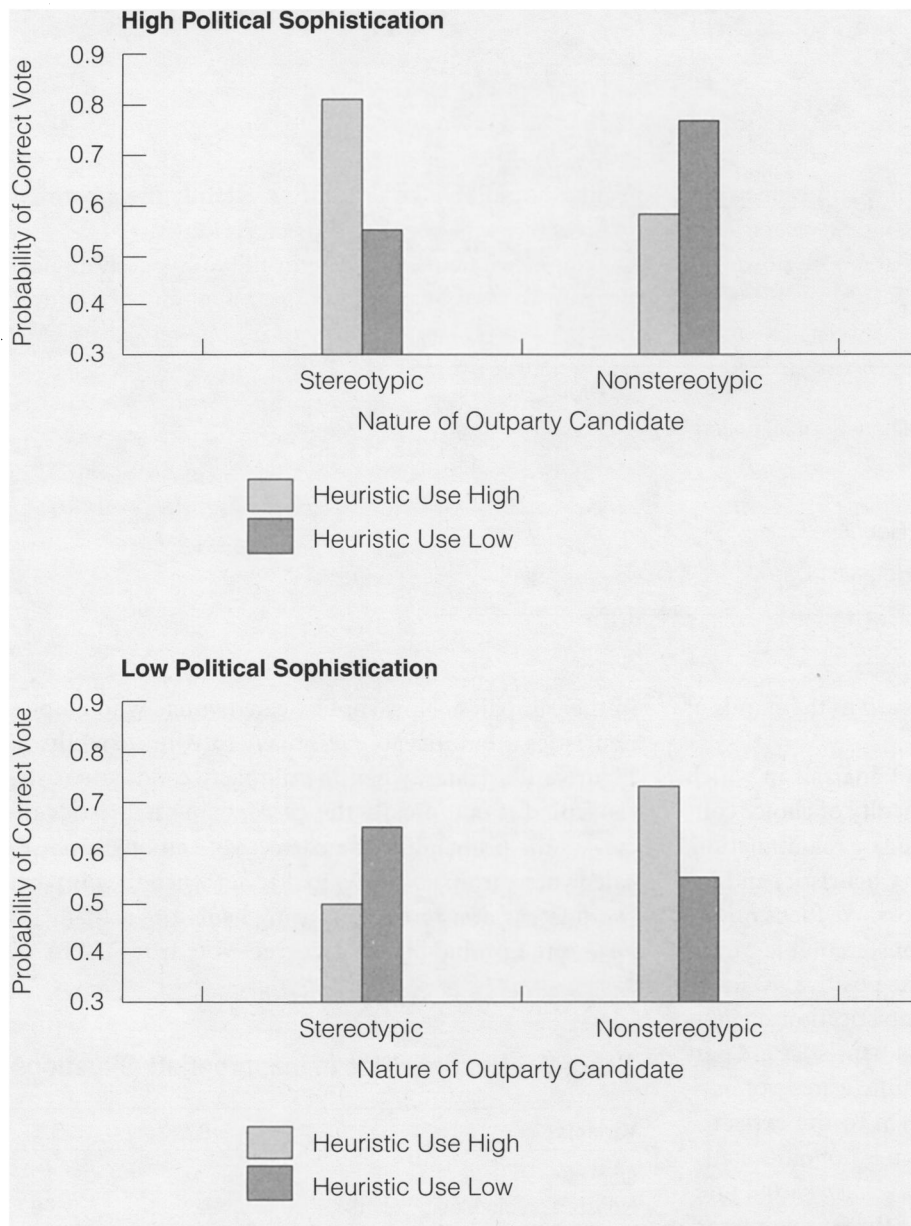 High Political Sophistication
Probability of Correct Vote
0.9
0.8
0.7
0.6
0.5
0.4
0.3
Stereotypic Nonstereotypic
Nature of Outparty Candidate
Heuristic Use High
Heuristic Use Low
Low Political Sophistication
Probability of Correct Vote
0.9
0.8
0.7
0.6
0.5
0.4
0.3
Stereotypic Nonstereotypic
Nature of Outparty Candidate
Heuristic Use High
Heuristic Use Low